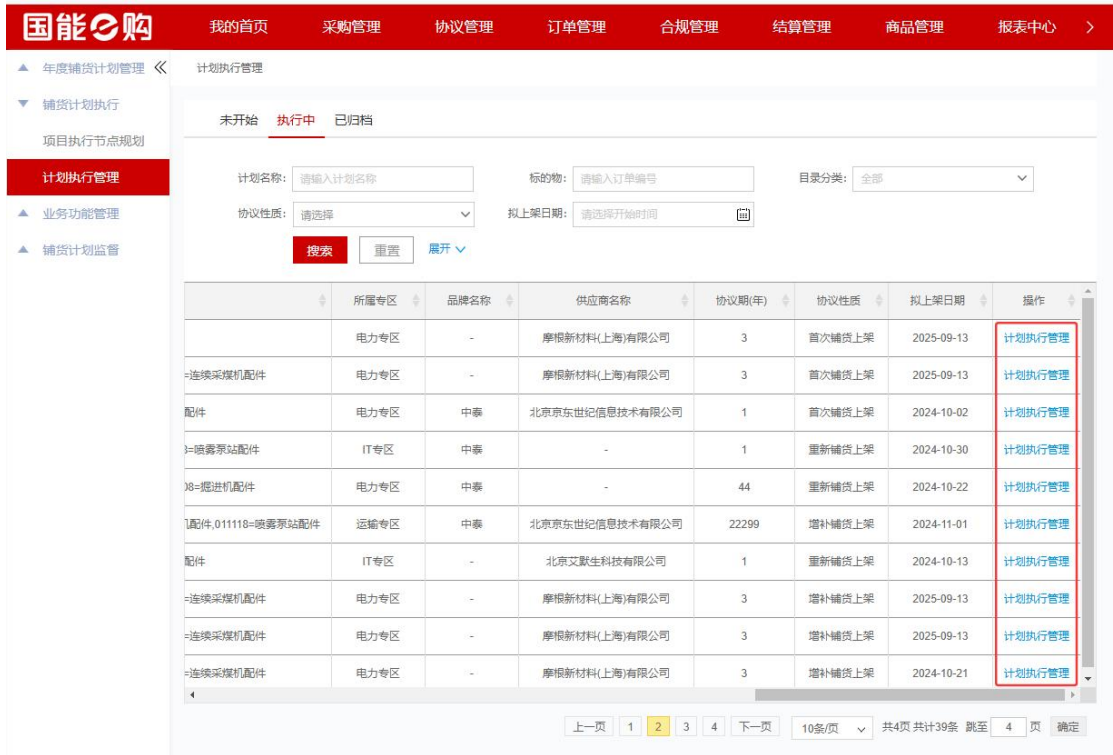 国能e购 我的首页 采购管理 协议管理 订单管理 合规管理 结算管理 商品管理 报表中心
年度铺货计划管理 计划执行管理
铺货计划执行
未开始 执行中 已归档
项目执行节点规划
计划执行管理
计划名称: 请输入计划名称 标的物: 请输入订单编号 目录分类: 全部
业务功能管理
协议性质: 请选择 拟上架日期: 请选择开始时间
铺货计划监督
搜索 重置 展开
所属专区 品牌名称 供应商名称 协议期(年) 协议性质 拟上架日期 操作
电力专区 - 摩根新材料(上海)有限公司 3 首次铺货上架 2025-09-13 计划执行管理
=连续采煤机配件 电力专区 - 摩根新材料(上海)有限公司 3 首次铺货上架 2025-09-13 计划执行管理
配件 电力专区 中泰 北京京东世纪信息技术有限公司 1 首次铺货上架 2024-10-02 计划执行管理
=喷雾泵站配件 IT专区 中泰 - 1 重新铺货上架 2024-10-30 计划执行管理
8=掘进机配件 电力专区 中泰 - 44 重新铺货上架 2024-10-22 计划执行管理
配件,011118=喷雾泵站配件 运输专区 中泰 北京京东世纪信息技术有限公司 22299 增补铺货上架 2024-11-01 计划执行管理
配件 IT专区 - 北京艾默生科技有限公司 1 重新铺货上架 2024-10-13 计划执行管理
=连续采煤机配件 电力专区 - 摩根新材料(上海)有限公司 3 增补铺货上架 2025-09-13 计划执行管理
=连续采煤机配件 电力专区 - 摩根新材料(上海)有限公司 3 增补铺货上架 2025-09-13 计划执行管理
=连续采煤机配件 电力专区 - 摩根新材料(上海)有限公司 3 增补铺货上架 2024-10-21 计划执行管理
上一页 1 2 3 4 下一页 10条/页 共4页 共计39条 跳至 4 页 确定